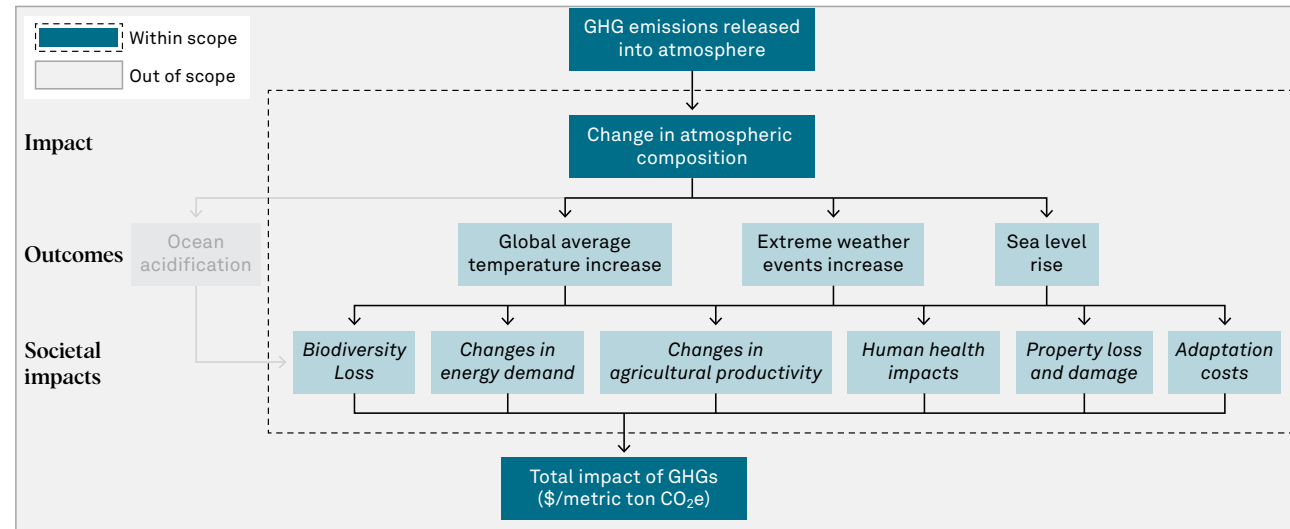 Within scope
Out of scope
GHG emissions released
into atmosphere
Impact
Change in atmospheric
composition
Outcomes
Ocean
acidification
Global average
temperature increase
Extreme weather
events increase
Sea level
rise
Societal
impacts
Biodiversity
Loss
Changes in
energy demand
Changes in
agricultural productivity
Human health
impacts
Property loss
and damage
Adaptation
costs
Total impact of GHGs
($/metric ton CO₂e)